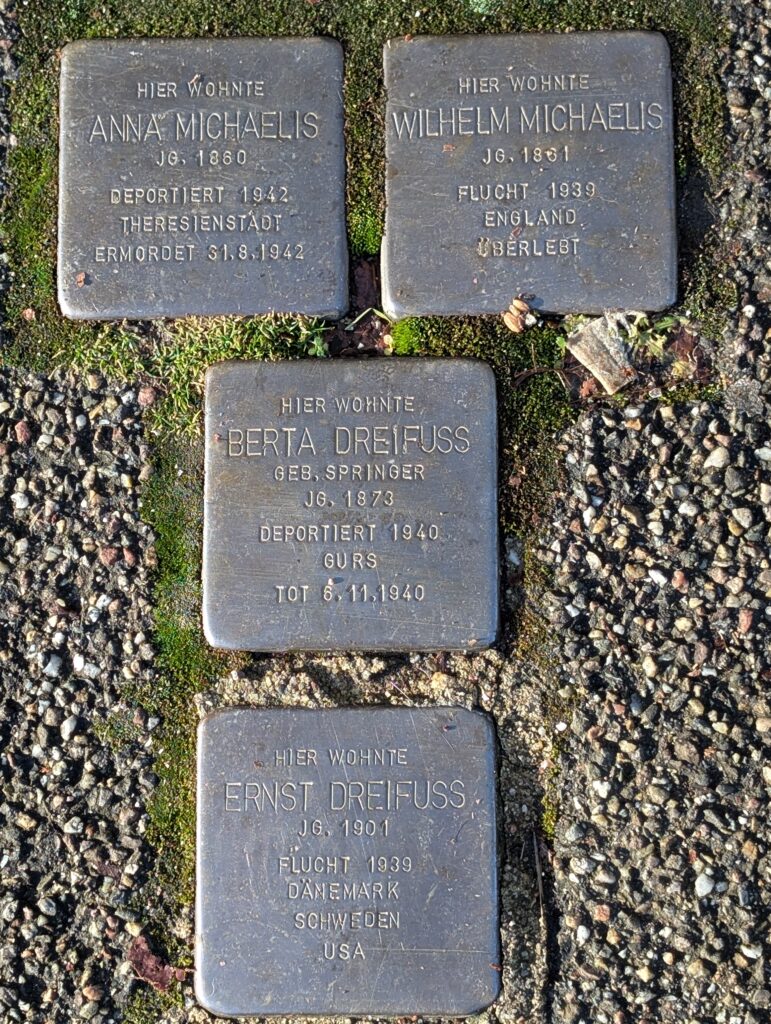 HIER WOHNTE
ANNA MICHAELIS
JG. 1860
DEPORTIERT 1942
THERESIENSTADT
ERMORDET 31.8.1942
HIER WOHNTE
WILHELM MICHAELIS
JG. 1861
FLUCHT 1939
ENGLAND
ÜBERLEBT
HIER WOHNTE
BERTA DREIFUSS
GEB. SPRINGER
JG. 1873
DEPORTIERT 1940
GURS
TOT 6.11.1940
HIER WOHNTE
ERNST DREIFUSS
JG. 1901
FLUCHT 1939
DÄNEMARK
SCHWEDEN
USA